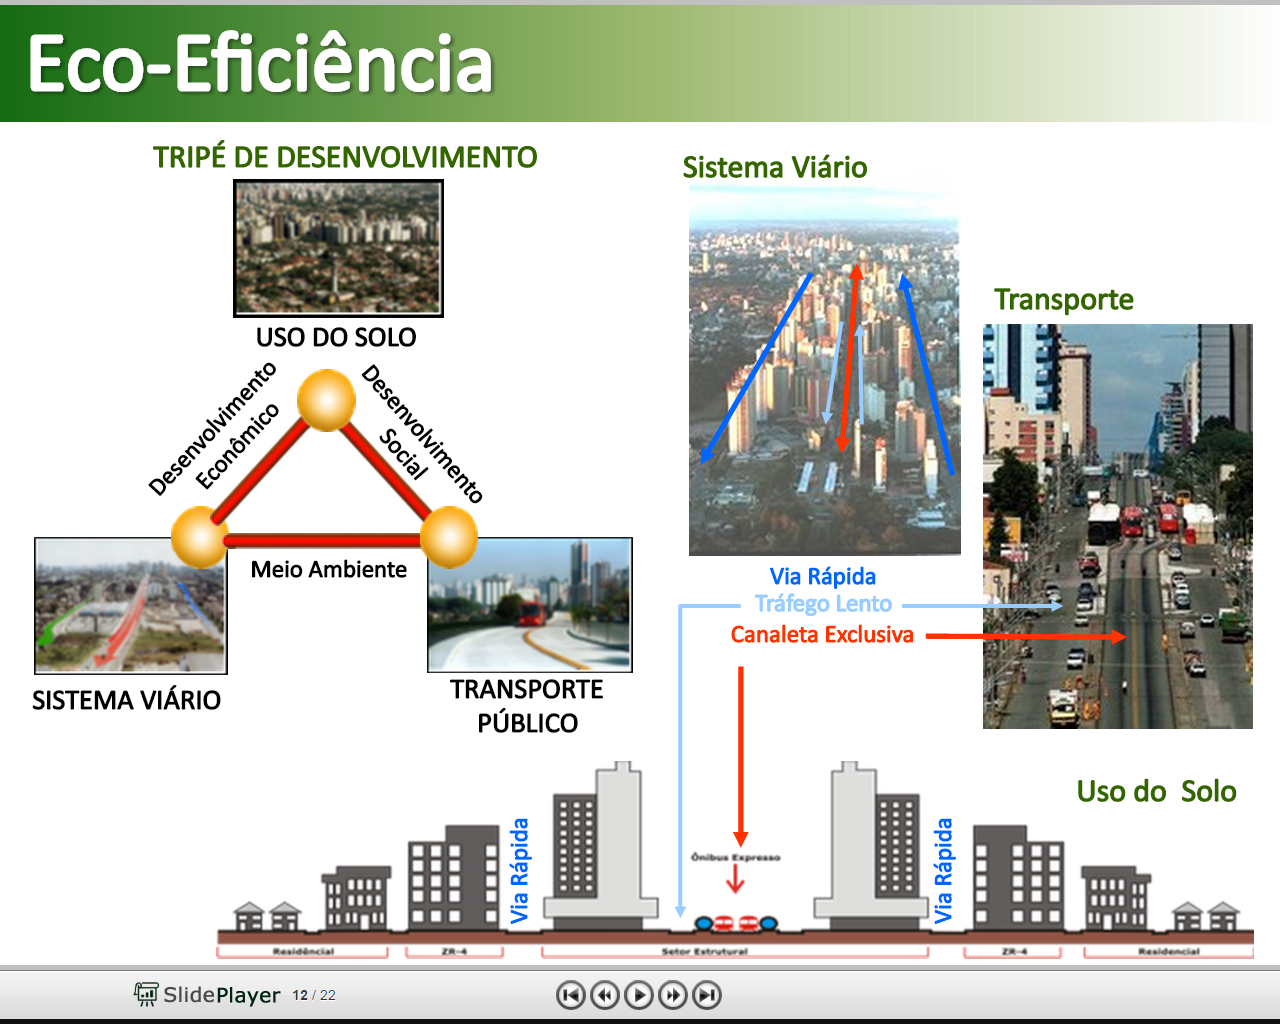 Eco-Eficiência
TRIPÉ DE DESENVOLVIMENTO
USO DO SOLO
Desenvolvimento
Econômico
Desenvolvimento
Social
Meio Ambiente
SISTEMA VIÁRIO
TRANSPORTE
PÚBLICO
Sistema Viário
Transporte
Via Rápida
Tráfego Lento
Canaleta Exclusiva
Uso do Solo
Via Rápida
Ônibus Expresso
Via Rápida
Residêncial
ZR-4
Setor Estrutural
ZR-4
Residencial
SlidePlayer 12 / 22